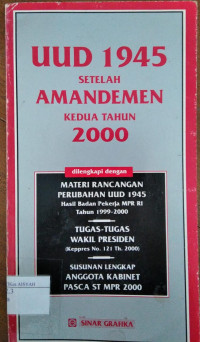 UUD 1945
SETELAH
AMANDEMEN
KEDUA TAHUN
2000
dilengkapi dengan
MATERI RANCANGAN
PERUBAHAN UUD 1945
Hasil Badan Pekerja MPR RI
Tahun 1999-2000
TUGAS-TUGAS
WAKIL PRESIDEN
(Keppres No. 121 Th. 2000)
SUSUNAN LENGKAP
ANGGOTA KABINET
PASCA ST MPR 2000
SINAR GRAFIKA